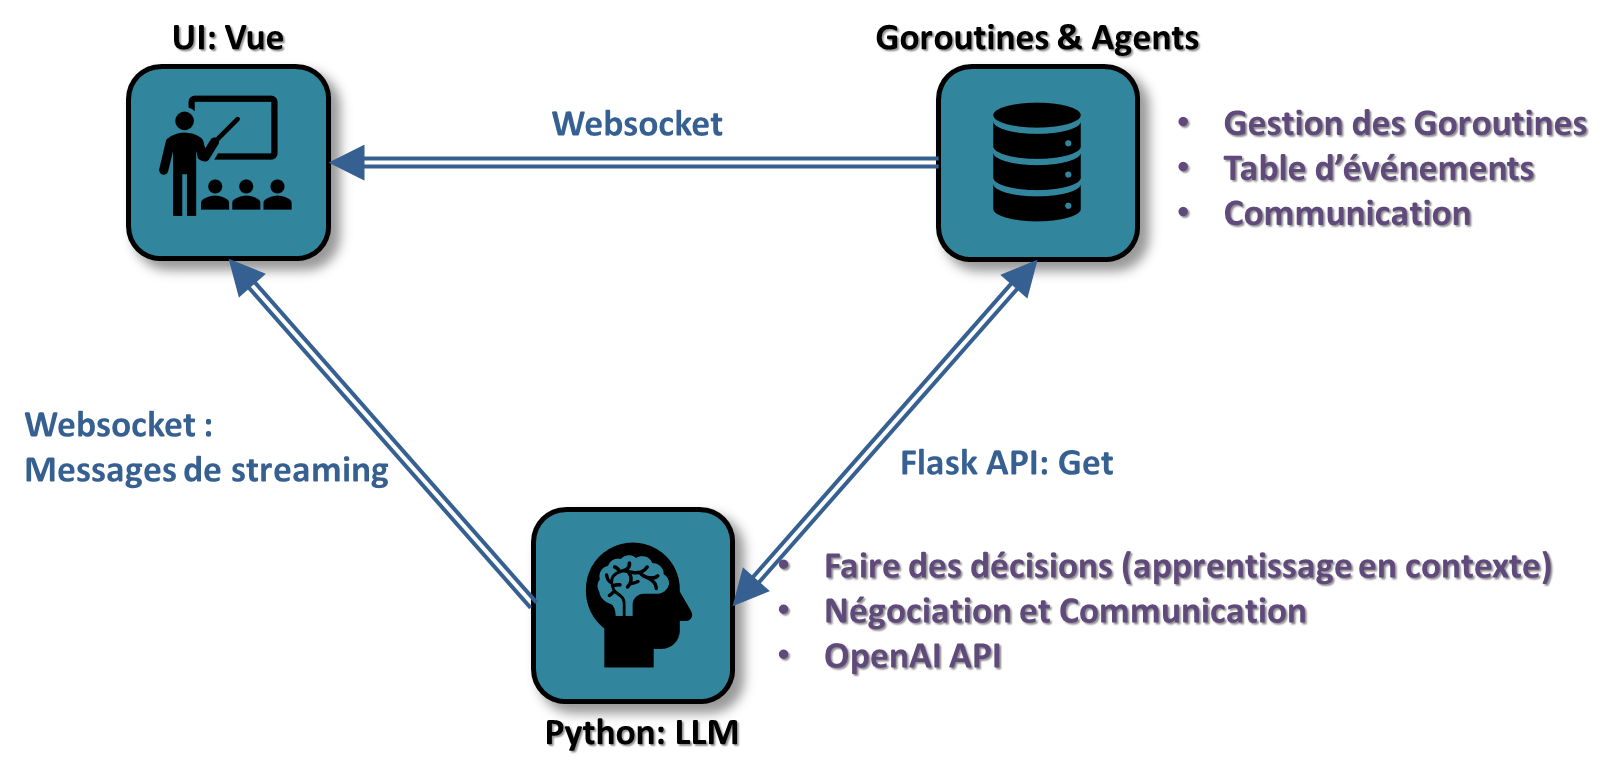 UI: Vue
Goroutines & Agents
Websocket
• Gestion des Goroutines
• Table d’événements
• Communication
Websocket :
Messages de streaming
Flask API: Get
• Faire des décisions (apprentissage en contexte)
• Négociation et Communication
• OpenAI API
Python: LLM